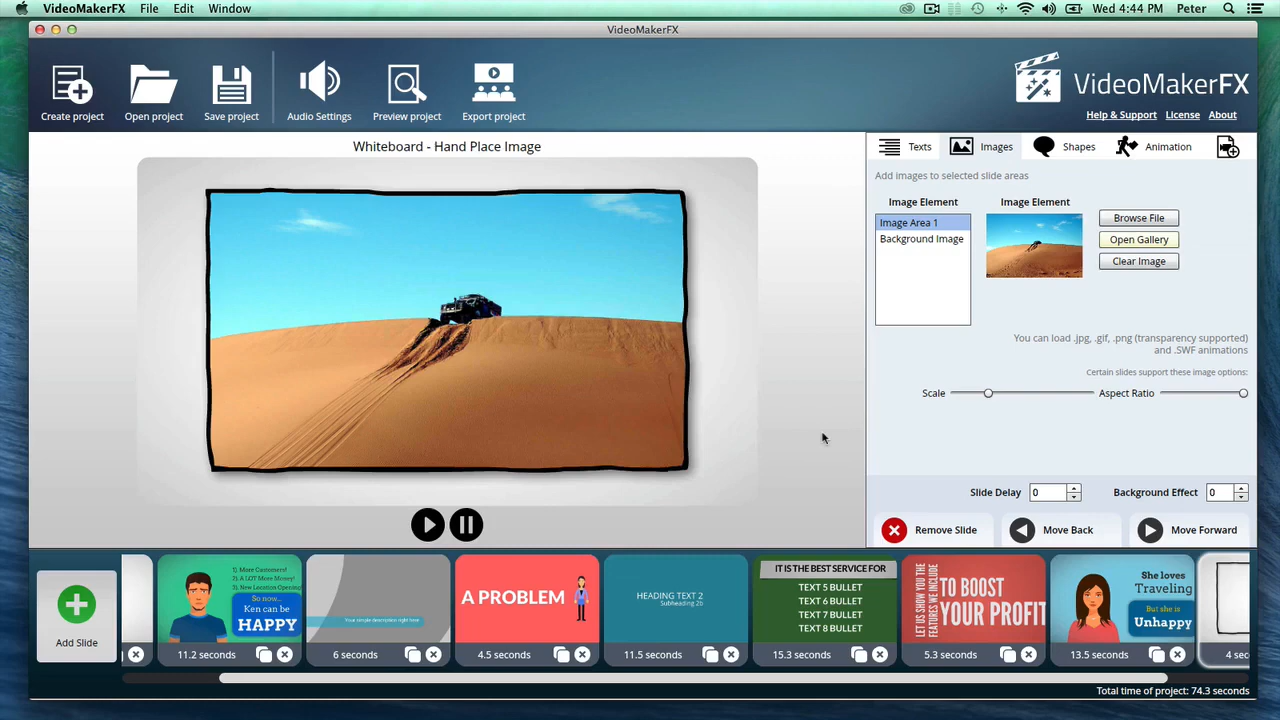 VideoMakerFX File Edit Window Wed 4:44 PM Peter
VideoMakerFX
Create project Open project Save project Audio Settings Preview project Export project
VideoMakerFX
Help & Support License About
Whiteboard - Hand Place Image
Texts Images Shapes Animation
Add images to selected slide areas
Image Element Image Element
Image Area 1
Background Image
Browse File
Open Gallery
Clear Image
You can load .jpg, .gif, .png (transparency supported)
and .SWF animations
Certain slides support these image options:
Scale Aspect Ratio
Slide Delay 0 Background Effect 0
Remove Slide Move Back Move Forward
Add Slide
1). More Customers!
2). A LOT More Money!
3). New Location Opening!
So now...
Ken can be
HAPPY
11.2 seconds
Your simple description right here
6 seconds
A PROBLEM
4.5 seconds
HEADING TEXT 2
Subheading 2b
11.5 seconds
IT IS THE BEST SERVICE FOR
TEXT 5 BULLET
TEXT 6 BULLET
TEXT 7 BULLET
TEXT 8 BULLET
15.3 seconds
LET US SHOW YOU THE
FEATURES WE INCLUDE
TO BOOST
YOUR PROFIT
5.3 seconds
She loves
Traveling
But she is
Unhappy
13.5 seconds
4 sec
Total time of project: 74.3 seconds